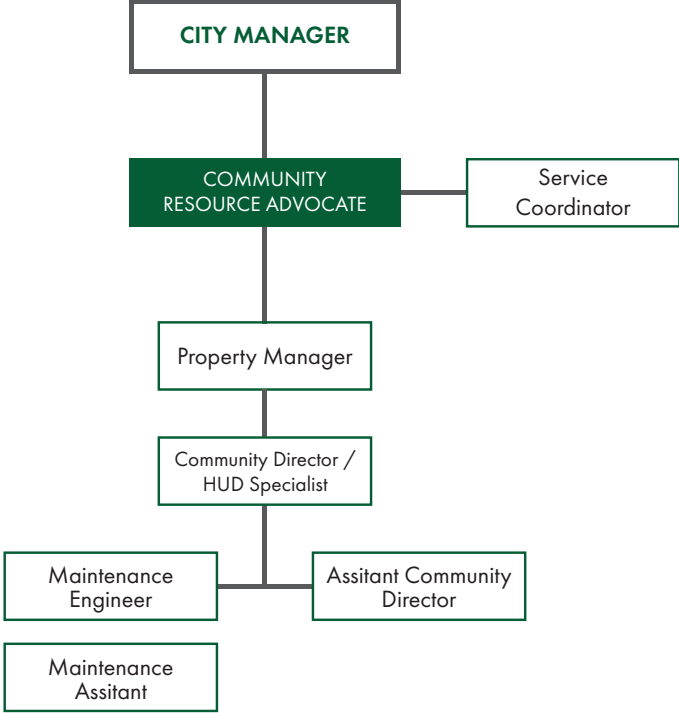 CITY MANAGER
COMMUNITY
RESOURCE ADVOCATE
Service
Coordinator
Property Manager
Community Director /
HUD Specialist
Maintenance
Engineer
Assitant Community
Director
Maintenance
Assitant